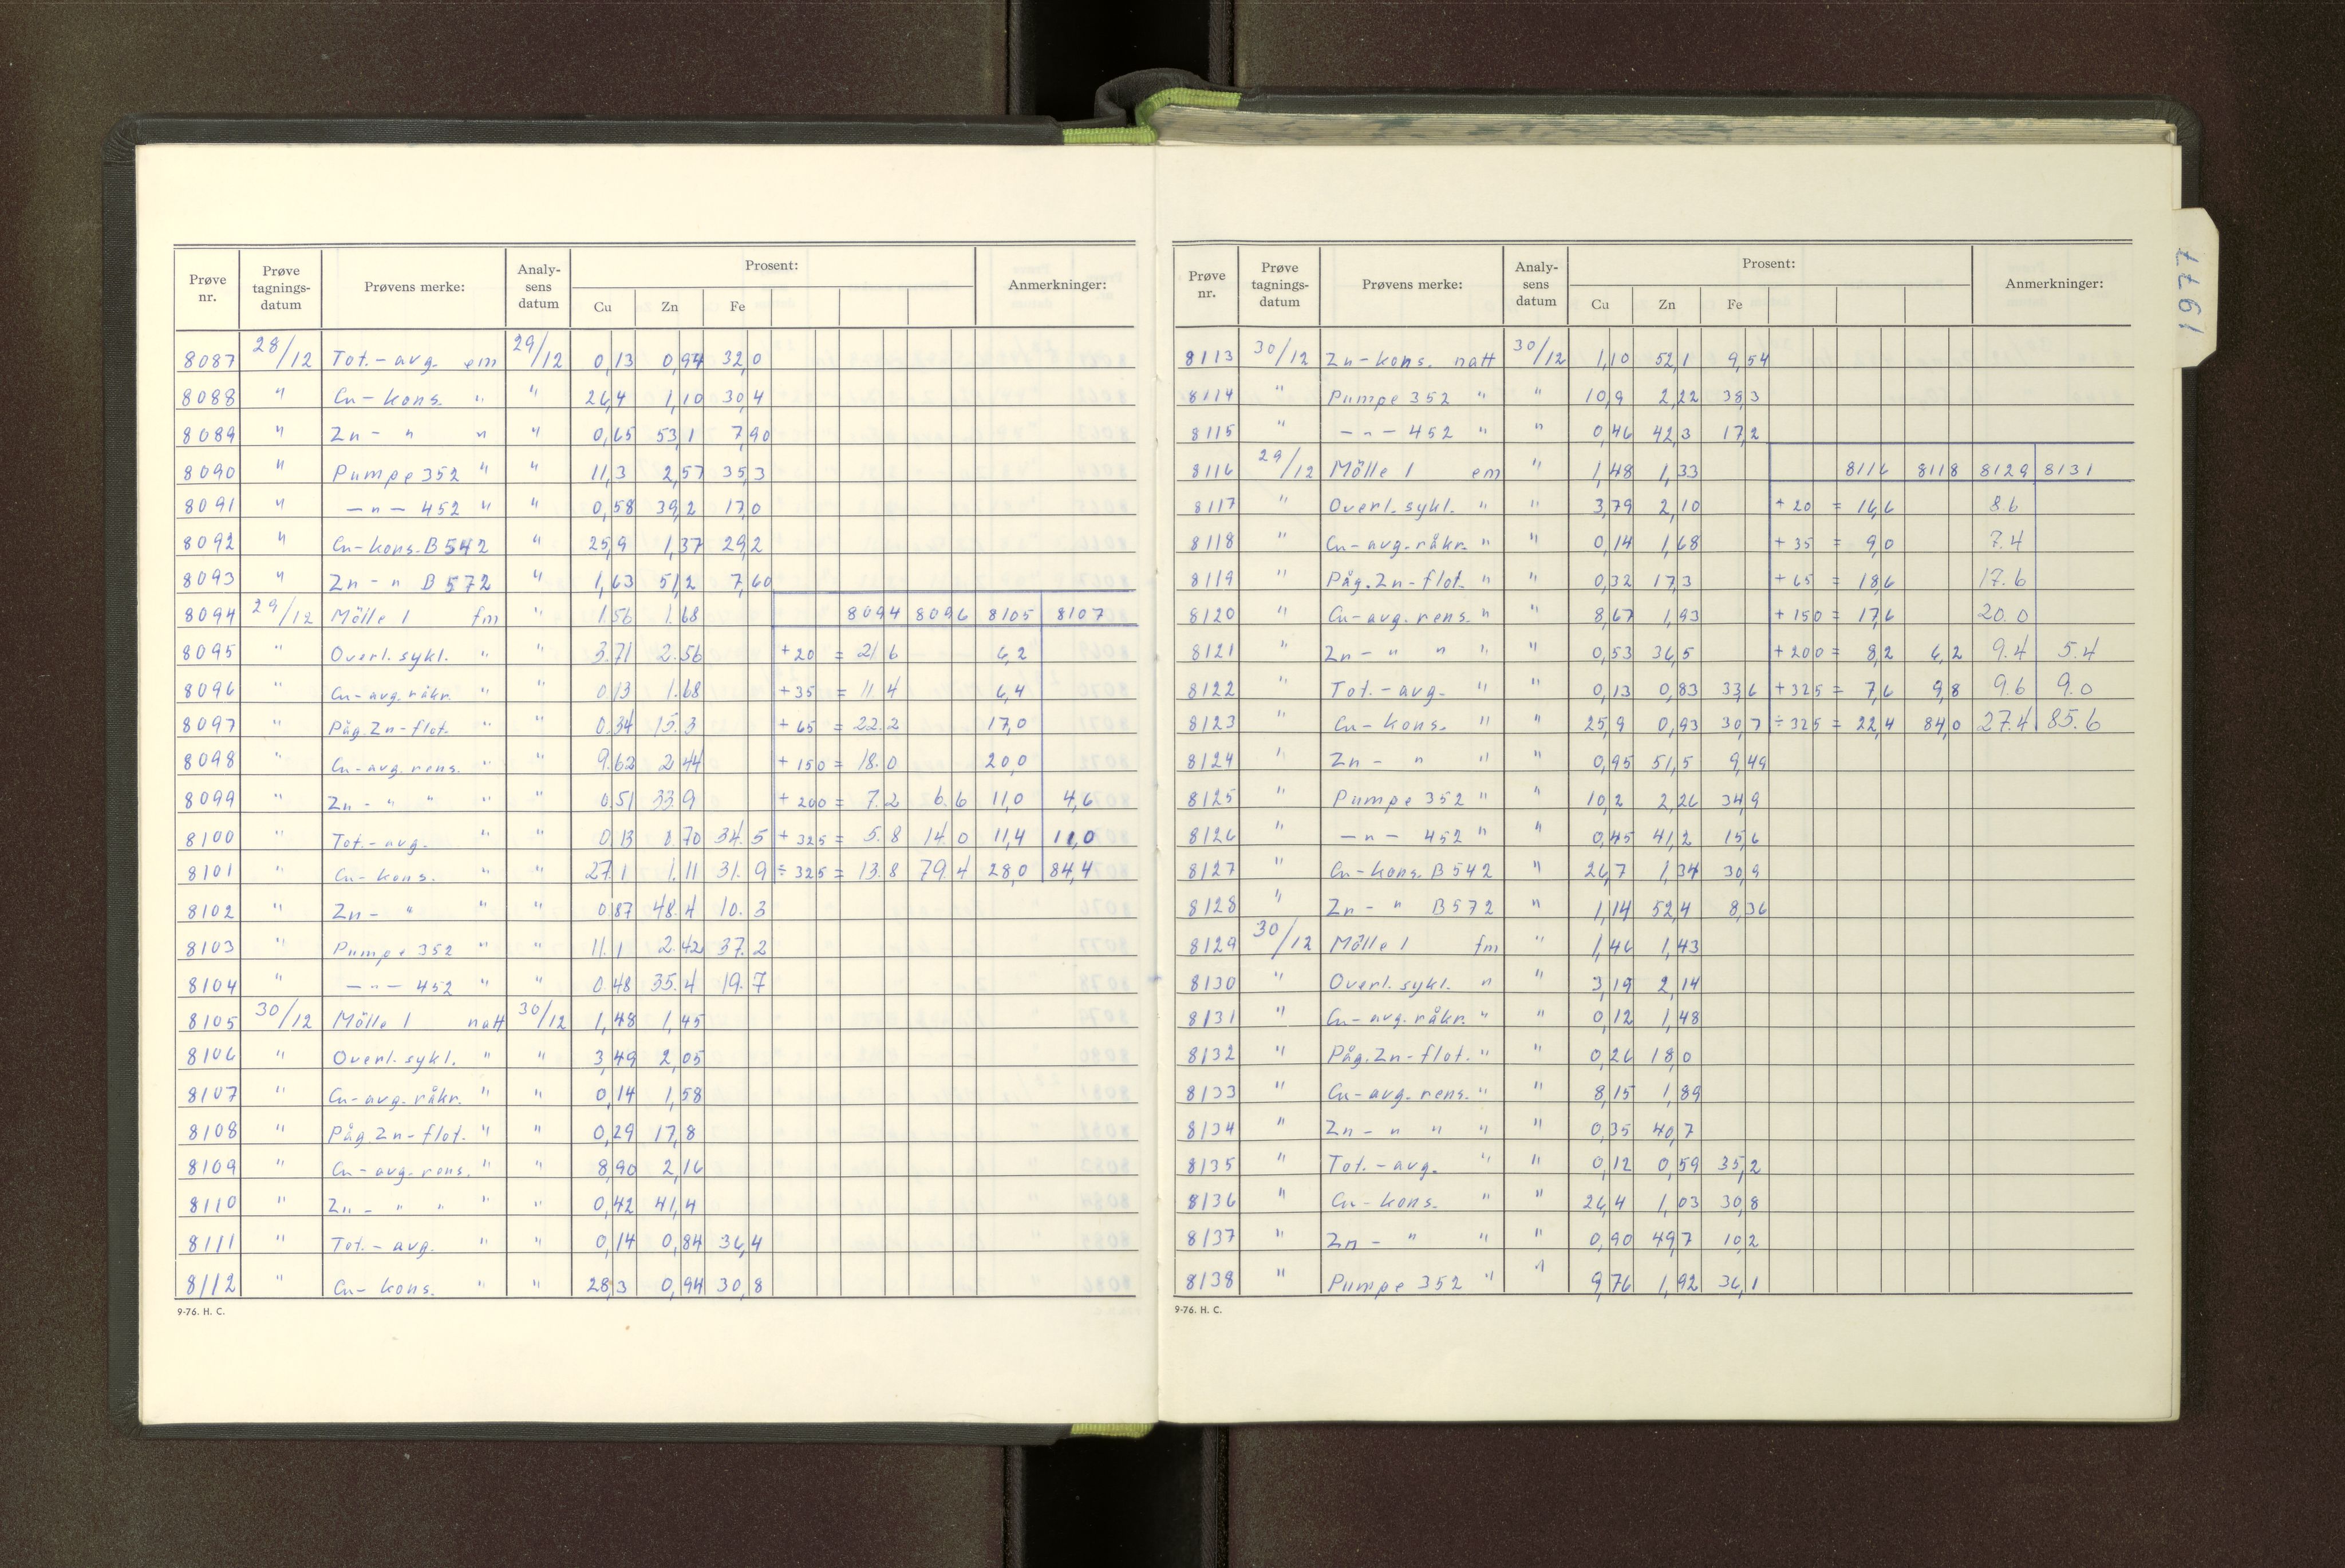 Prøve nr. Prøve tagnings-datum Prøvens merke: Analy-sens datum Prosent: Anmerkninger:
Cu Zn Fe
8087 28/12 Tot.-avg. em 29/12 0,13 0,94 32,0
8088 " Cu-kons. " " 26,4 1,10 30,4
8089 " Zn- " " " 0,65 53,1 7,90
8090 " Pumpe 352 " " 11,3 2,57 35,3
8091 " —"— 452 " " 0,58 39,2 17,0
8092 " Cu-kons. B 542 " 25,9 1,37 29,2
8093 " Zn- " B 572 " 1,63 51,2 7,60
8094 29/12 Mölle 1 fm " 1.56 1.68 8094 8096 8105 8107
8095 " Overl. sykl. " " 3.71 2.56 +20 = 21.6 6,2
8096 " Cu-avg. råkr. " " 0.13 1.68 +35 = 11.4 6,4
8097 " Påg. Zn-flot. " " 0.34 15.3 +65 = 22.2 17,0
8098 " Cu-avg. rens. " " 9.62 2.44 +150 = 18.0 20,0
8099 " Zn- " " " " 0.51 33.9 +200 = 7.2 6.6 11,0 4,6
8100 " Tot.-avg. " " 0.13 0.70 34.5 +325 = 5.8 14.0 11,4 11,0
8101 " Cu-kons. " " 27.1 1.11 31.9 ÷325 = 13.8 79.4 28,0 84,4
8102 " Zn- " " " 0.87 48.4 10.3
8103 " Pumpe 352 " " 11.1 2.42 37.2
8104 " —"— 452 " " 0.48 35.4 19.7
8105 30/12 Mölle 1 natt 30/12 1,48 1,45
8106 " Overl. sykl. " " 3,49 2,05
8107 " Cu-avg. råkr. " " 0,14 1,58
8108 " Påg Zn-flot. " " 0,29 17,8
8109 " Cu-avg. rens. " " 8,90 2,16
8110 " Zn- " " " " 0,42 41,4
8111 " Tot.-avg. " " 0,14 0,84 36,4
8112 " Cu-kons. " " 28,3 0,94 30,8
9-76. H. C.
1977
Prøve nr. Prøve tagnings-datum Prøvens merke: Analy-sens datum Prosent: Anmerkninger:
Cu Zn Fe
8113 30/12 Zn-kons. natt 30/12 1,10 52,1 9,54
8114 " Pumpe 352 " " 10,9 2,22 38,3
8115 " —"— 452 " " 0,46 42,3 17,2
8116 29/12 Mölle 1 em " 1,48 1,33 8116 8118 8129 8131
8117 " Overl. sykl. " " 3,79 2,10 +20 = 16,6 8.6
8118 " Cu-avg. råkr. " " 0,14 1,68 +35 = 9,0 7.4
8119 " Påg. Zn-flot. " " 0,32 17,3 +65 = 18,6 17.6
8120 " Cu-avg. rens. " " 8,67 1,93 +150 = 17,6 20.0
8121 " Zn- " " " " 0,53 36,5 +200 = 8,2 6,2 9.4 5.4
8122 " Tot.-avg. " " 0,13 0,83 33,6 +325 = 7,6 9,8 9.6 9.0
8123 " Cu-kons. " " 25,9 0,93 30,7 ÷325 = 22,4 84,0 27.4 85.6
8124 " Zn- " " " 0,95 51,5 9,49
8125 " Pumpe 352 " " 10,2 2,26 34,9
8126 " —"— 452 " " 0,45 41,2 15,6
8127 " Cu-kons. B 542 " 26,7 1,34 30,9
8128 " Zn- " B 572 " 1,14 52,4 8,36
8129 30/12 Mölle 1 fm " 1,46 1,43
8130 " Overl. sykl. " " 3,19 2,14
8131 " Cu-avg. råkr. " " 0,12 1,48
8132 " Påg. Zn-flot. " " 0,26 18,0
8133 " Cu-avg. rens. " " 8,15 1,89
8134 " Zn- " " " " 0,35 40,7
8135 " Tot.-avg. " " 0,12 0,59 35,2
8136 " Cu-kons. " " 26,4 1,03 30,8
8137 " Zn- " " " 0,90 49,7 10,2
8138 " Pumpe 352 " " 9,76 1,92 36,1
9-76. H. C.